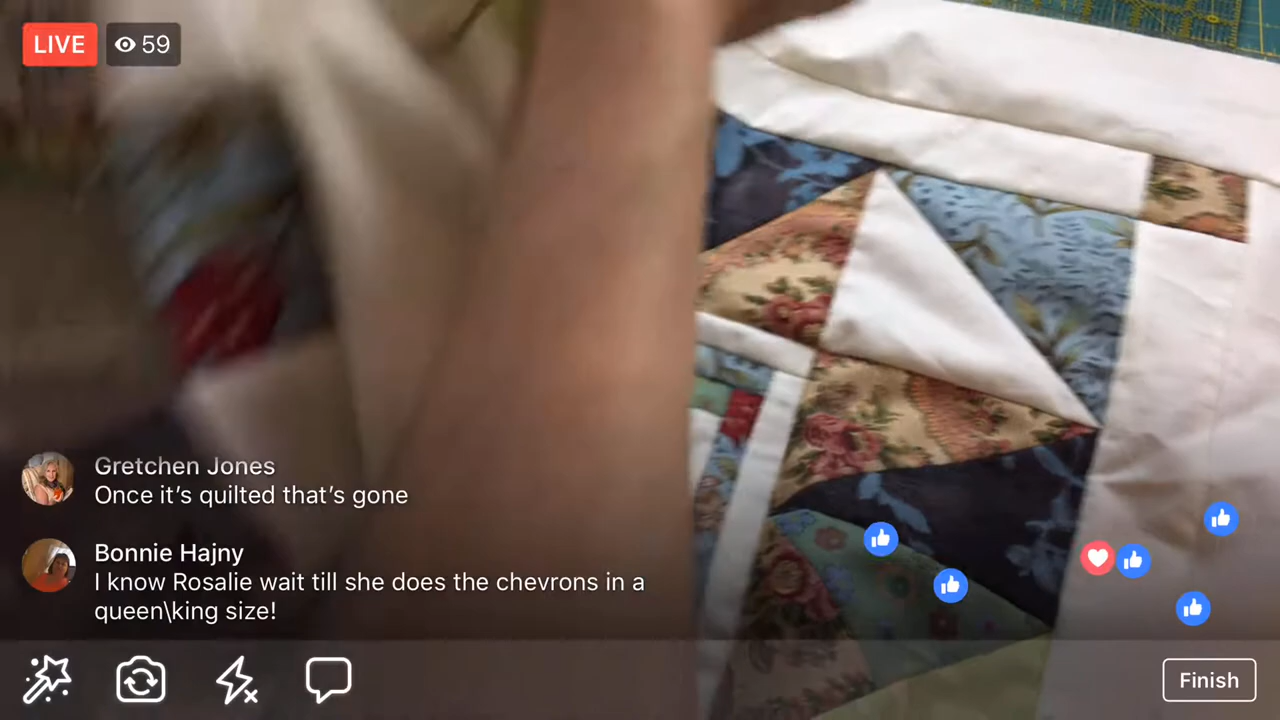 LIVE
59
Gretchen Jones
Once it's quilted that's gone
Bonnie Hajny
I know Rosalie wait till she does the chevrons in a
queen\king size!
Finish